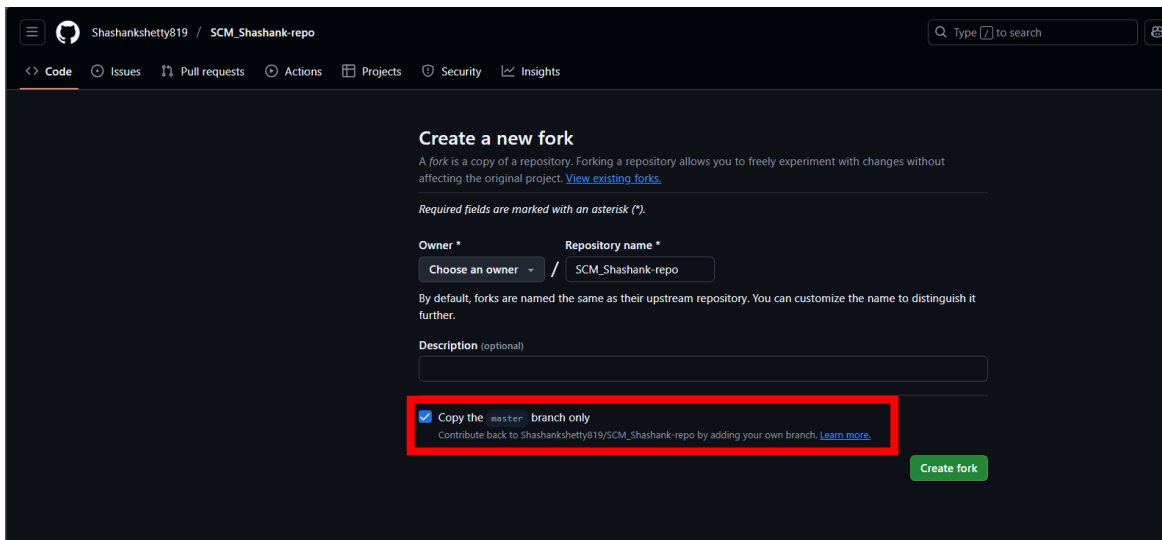 Shashankshetty819 / SCM_Shashank-repo
Type / to search
Code Issues Pull requests Actions Projects Security Insights
Create a new fork
A fork is a copy of a repository. Forking a repository allows you to freely experiment with changes without
affecting the original project. View existing forks.
Required fields are marked with an asterisk (*).
Owner * Repository name *
Choose an owner / SCM_Shashank-repo
By default, forks are named the same as their upstream repository. You can customize the name to distinguish it
further.
Description (optional)
Copy the master branch only
Contribute back to Shashankshetty819/SCM_Shashank-repo by adding your own branch. Learn more.
Create fork